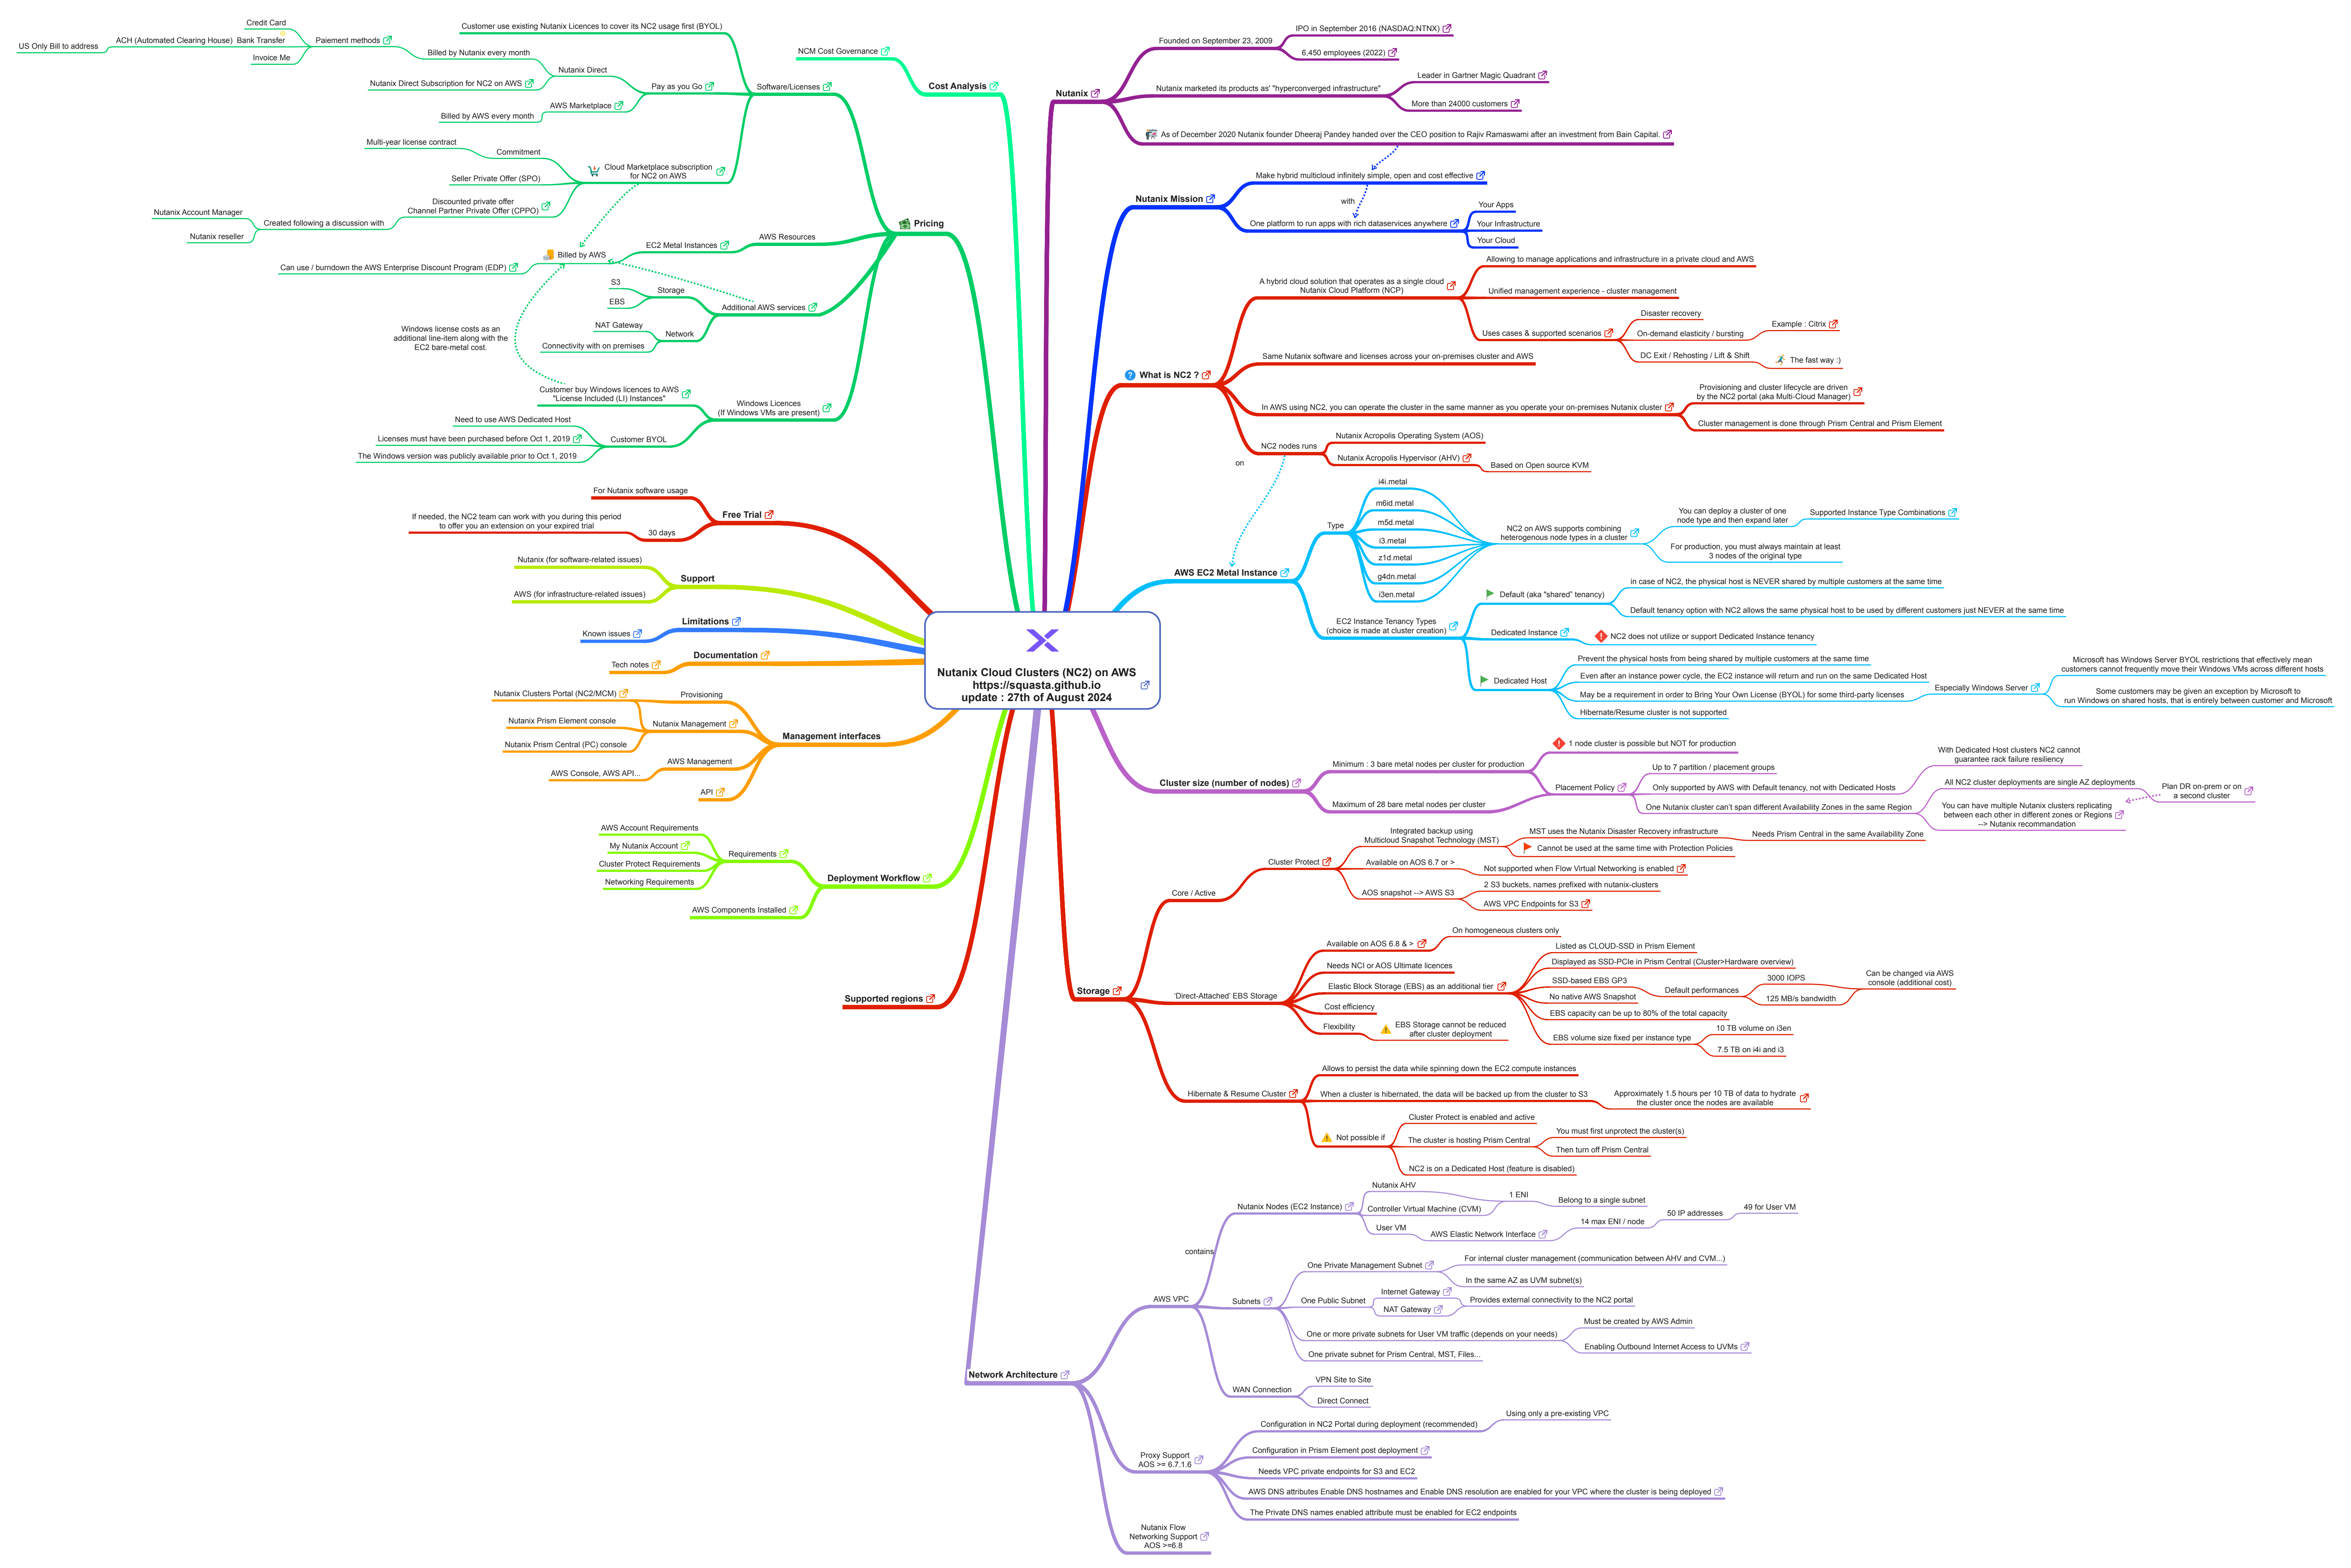 Nutanix Cloud Clusters (NC2) on AWS
https://squasta.github.io
update : 27th of August 2024
Nutanix
Founded on September 23, 2009
IPO in September 2016 (NASDAQ:NTNX)
6,450 employees (2022)
Nutanix marketed its products as' "hyperconverged infrastructure"
Leader in Gartner Magic Quadrant
More than 24000 customers
As of December 2020 Nutanix founder Dheeraj Pandey handed over the CEO position to Rajiv Ramaswami after an investment from Bain Capital.
Nutanix Mission
Make hybrid multicloud infinitely simple, open and cost effective
with
One platform to run apps with rich dataservices anywhere
Your Apps
Your Infrastructure
Your Cloud
What is NC2 ?
A hybrid cloud solution that operates as a single cloud
Nutanix Cloud Platform (NCP)
Allowing to manage applications and infrastructure in a private cloud and AWS
Unified management experience - cluster management
Uses cases & supported scenarios
Disaster recovery
On-demand elasticity / bursting
Example : Citrix
DC Exit / Rehosting / Lift & Shift
The fast way :)
Same Nutanix software and licenses across your on-premises cluster and AWS
In AWS using NC2, you can operate the cluster in the same manner as you operate your on-premises Nutanix cluster
Provisioning and cluster lifecycle are driven
by the NC2 portal (aka Multi-Cloud Manager)
Cluster management is done through Prism Central and Prism Element
NC2 nodes runs
Nutanix Acropolis Operating System (AOS)
Nutanix Acropolis Hypervisor (AHV)
Based on Open source KVM
on
AWS EC2 Metal Instance
Type
i4i.metal
m6id.metal
m5d.metal
i3.metal
z1d.metal
g4dn.metal
i3en.metal
NC2 on AWS supports combining
heterogenous node types in a cluster
You can deploy a cluster of one
node type and then expand later
Supported Instance Type Combinations
For production, you must always maintain at least
3 nodes of the original type
EC2 Instance Tenancy Types
(choice is made at cluster creation)
Default (aka "shared" tenancy)
in case of NC2, the physical host is NEVER shared by multiple customers at the same time
Default tenancy option with NC2 allows the same physical host to be used by different customers just NEVER at the same time
Dedicated Instance
NC2 does not utilize or support Dedicated Instance tenancy
Dedicated Host
Prevent the physical hosts from being shared by multiple customers at the same time
Even after an instance power cycle, the EC2 instance will return and run on the same Dedicated Host
May be a requirement in order to Bring Your Own License (BYOL) for some third-party licenses
Especially Windows Server
Microsoft has Windows Server BYOL restrictions that effectively mean
customers cannot frequently move their Windows VMs across different hosts
Some customers may be given an exception by Microsoft to
run Windows on shared hosts, that is entirely between customer and Microsoft
Hibernate/Resume cluster is not supported
Cluster size (number of nodes)
Minimum : 3 bare metal nodes per cluster for production
1 node cluster is possible but NOT for production
Maximum of 28 bare metal nodes per cluster
Placement Policy
Up to 7 partition / placement groups
Only supported by AWS with Default tenancy, not with Dedicated Hosts
With Dedicated Host clusters NC2 cannot
guarantee rack failure resiliency
One Nutanix cluster can't span different Availability Zones in the same Region
All NC2 cluster deployments are single AZ deployments
Plan DR on-prem or on
a second cluster
You can have multiple Nutanix clusters replicating
between each other in different zones or Regions
--> Nutanix recommandation
Storage
Core / Active
Cluster Protect
Integrated backup using
Multicloud Snapshot Technology (MST)
MST uses the Nutanix Disaster Recovery infrastructure
Needs Prism Central in the same Availability Zone
Cannot be used at the same time with Protection Policies
Available on AOS 6.7 or >
Not supported when Flow Virtual Networking is enabled
AOS snapshot --> AWS S3
2 S3 buckets, names prefixed with nutanix-clusters
AWS VPC Endpoints for S3
'Direct-Attached' EBS Storage
Available on AOS 6.8 & >
On homogeneous clusters only
Needs NCI or AOS Ultimate licences
Elastic Block Storage (EBS) as an additional tier
Listed as CLOUD-SSD in Prism Element
Displayed as SSD-PCIe in Prism Central (Cluster>Hardware overview)
SSD-based EBS GP3
Default performances
3000 IOPS
125 MB/s bandwidth
Can be changed via AWS
console (additional cost)
No native AWS Snapshot
EBS capacity can be up to 80% of the total capacity
EBS volume size fixed per instance type
10 TB volume on i3en
7.5 TB on i4i and i3
Cost efficiency
Flexibility
EBS Storage cannot be reduced
after cluster deployment
Hibernate & Resume Cluster
Allows to persist the data while spinning down the EC2 compute instances
When a cluster is hibernated, the data will be backed up from the cluster to S3
Approximately 1.5 hours per 10 TB of data to hydrate
the cluster once the nodes are available
Not possible if
Cluster Protect is enabled and active
The cluster is hosting Prism Central
You must first unprotect the cluster(s)
Then turn off Prism Central
NC2 is on a Dedicated Host (feature is disabled)
Network Architecture
AWS VPC
contains
Nutanix Nodes (EC2 Instance)
Nutanix AHV
Controller Virtual Machine (CVM)
1 ENI
Belong to a single subnet
User VM
AWS Elastic Network Interface
14 max ENI / node
50 IP addresses
49 for User VM
Subnets
One Private Management Subnet
For internal cluster management (communication between AHV and CVM...)
In the same AZ as UVM subnet(s)
One Public Subnet
Internet Gateway
NAT Gateway
Provides external connectivity to the NC2 portal
One or more private subnets for User VM traffic (depends on your needs)
Must be created by AWS Admin
Enabling Outbound Internet Access to UVMs
One private subnet for Prism Central, MST, Files...
WAN Connection
VPN Site to Site
Direct Connect
Proxy Support
AOS >= 6.7.1.6
Configuration in NC2 Portal during deployment (recommended)
Using only a pre-existing VPC
Configuration in Prism Element post deployment
Needs VPC private endpoints for S3 and EC2
AWS DNS attributes Enable DNS hostnames and Enable DNS resolution are enabled for your VPC where the cluster is being deployed
The Private DNS names enabled attribute must be enabled for EC2 endpoints
Nutanix Flow
Networking Support
AOS >=6.8
Cost Analysis
NCM Cost Governance
Pricing
Software/Licenses
Customer use existing Nutanix Licences to cover its NC2 usage first (BYOL)
Pay as you Go
Nutanix Direct
Billed by Nutanix every month
Paiement methods
Credit Card
ACH (Automated Clearing House) Bank Transfer
US Only Bill to address
Invoice Me
Nutanix Direct Subscription for NC2 on AWS
AWS Marketplace
Billed by AWS every month
Cloud Marketplace subscription
for NC2 on AWS
Commitment
Multi-year license contract
Seller Private Offer (SPO)
Discounted private offer
Channel Partner Private Offer (CPPO)
Created following a discussion with
Nutanix Account Manager
Nutanix reseller
AWS Resources
EC2 Metal Instances
Billed by AWS
Can use / burndown the AWS Enterprise Discount Program (EDP)
Additional AWS services
Storage
S3
EBS
Network
NAT Gateway
Connectivity with on premises
Windows license costs as an
additional line-item along with the
EC2 bare-metal cost.
Windows Licences
(If Windows VMs are present)
Customer buy Windows licences to AWS
"License Included (LI) Instances"
Customer BYOL
Need to use AWS Dedicated Host
Licenses must have been purchased before Oct 1, 2019
The Windows version was publicly available prior to Oct 1, 2019
Free Trial
For Nutanix software usage
30 days
If needed, the NC2 team can work with you during this period
to offer you an extension on your expired trial
Support
Nutanix (for software-related issues)
AWS (for infrastructure-related issues)
Limitations
Known issues
Documentation
Tech notes
Management interfaces
Provisioning
Nutanix Clusters Portal (NC2/MCM)
Nutanix Management
Nutanix Prism Element console
Nutanix Prism Central (PC) console
AWS Management
AWS Console, AWS API...
API
Deployment Workflow
Requirements
AWS Account Requirements
My Nutanix Account
Cluster Protect Requirements
Networking Requirements
AWS Components Installed
Supported regions